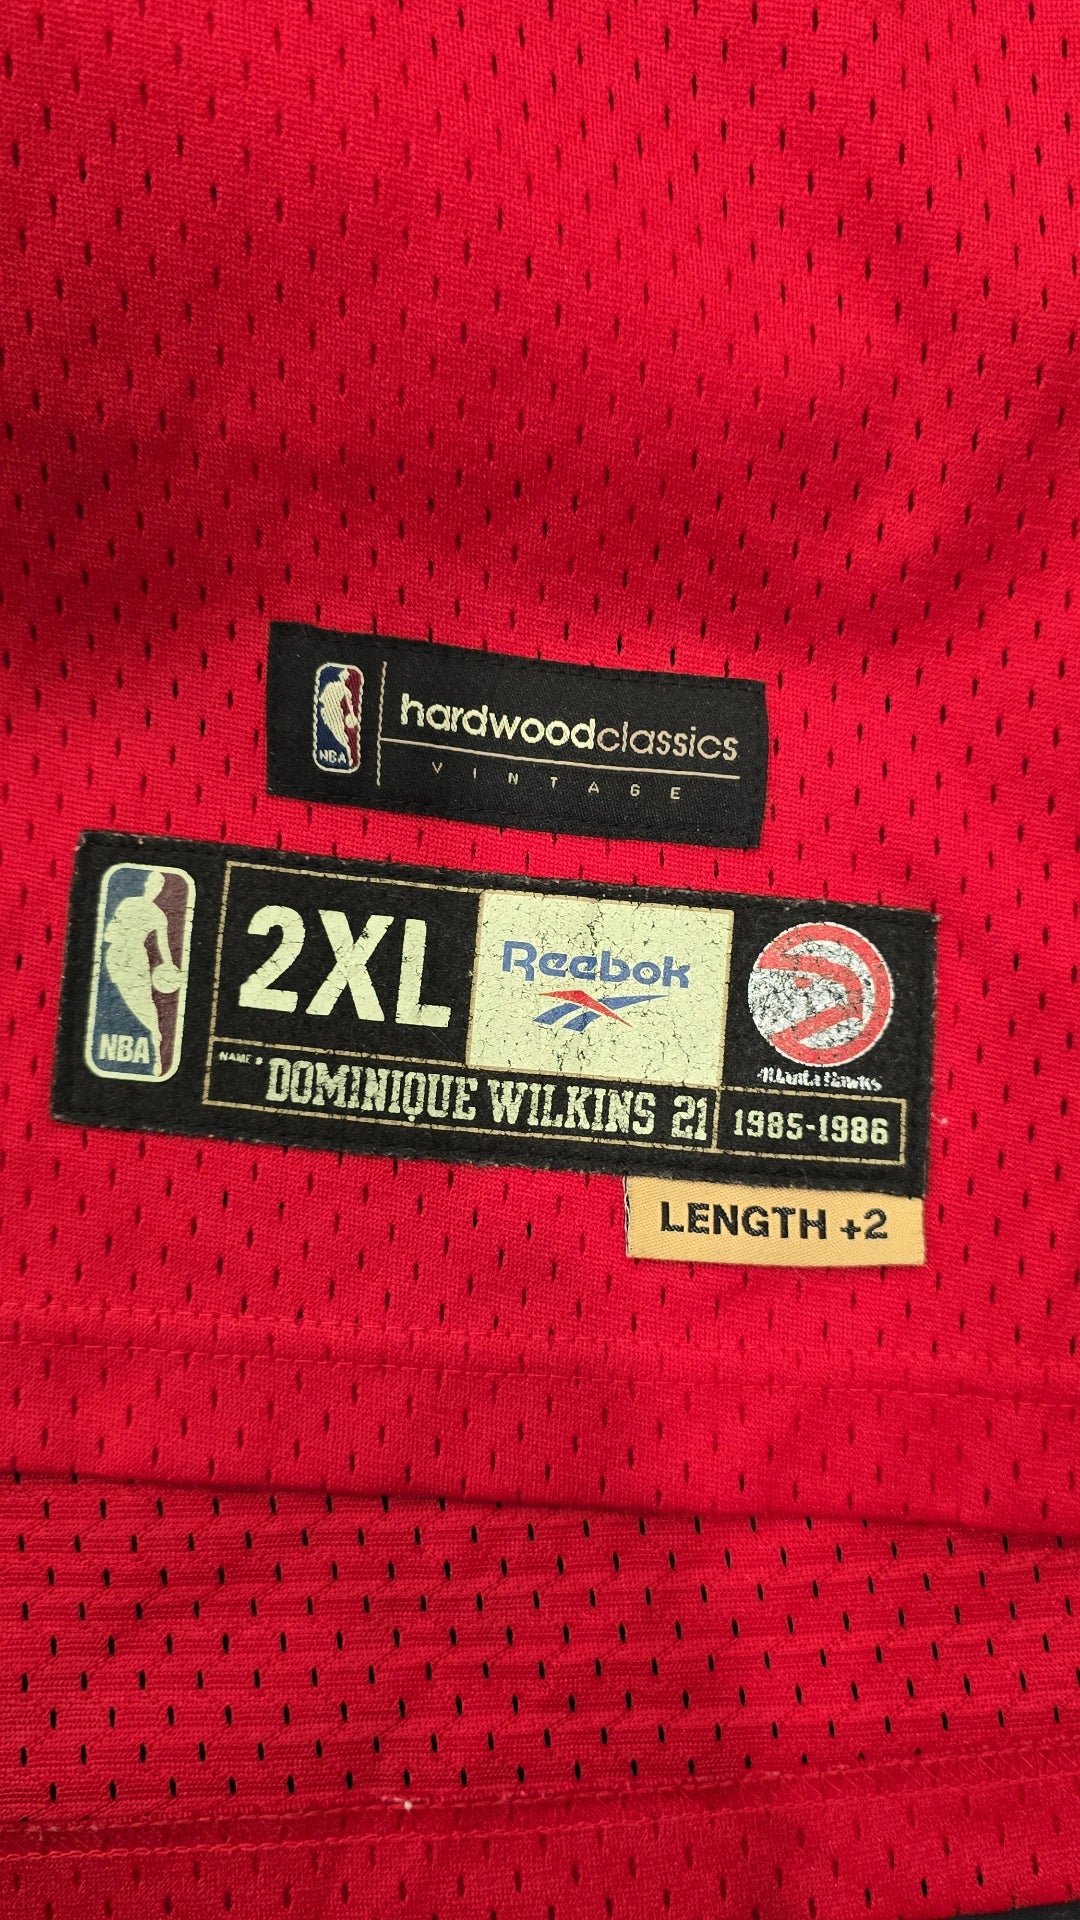 NBA
hardwoodclassics
VINTAGE
NBA
2XL
Reebok
Atlanta Hawks
NAME #
DOMINIQUE WILKINS 21
1985-1986
LENGTH +2